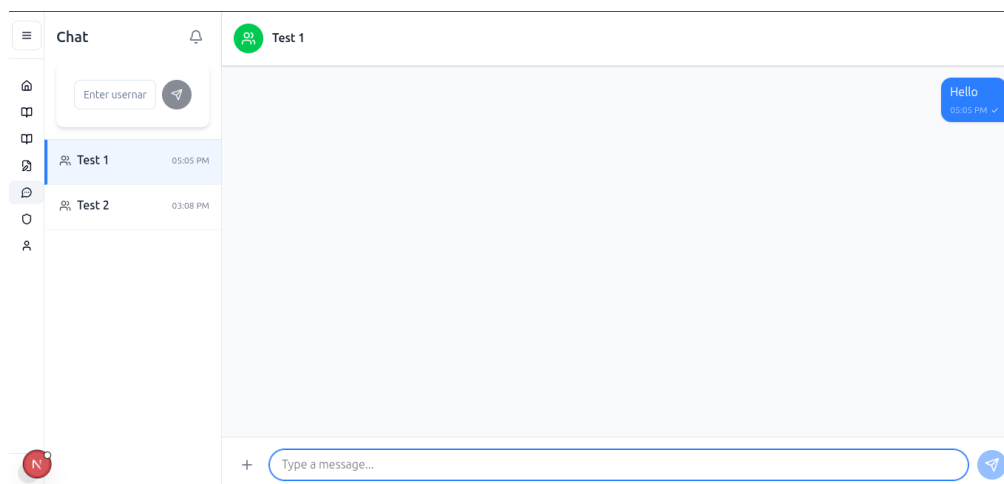 Chat
Enter usernar
Test 1
05:05 PM
Test 2
03:08 PM
N
Test 1
Hello
05:05 PM
Type a message...